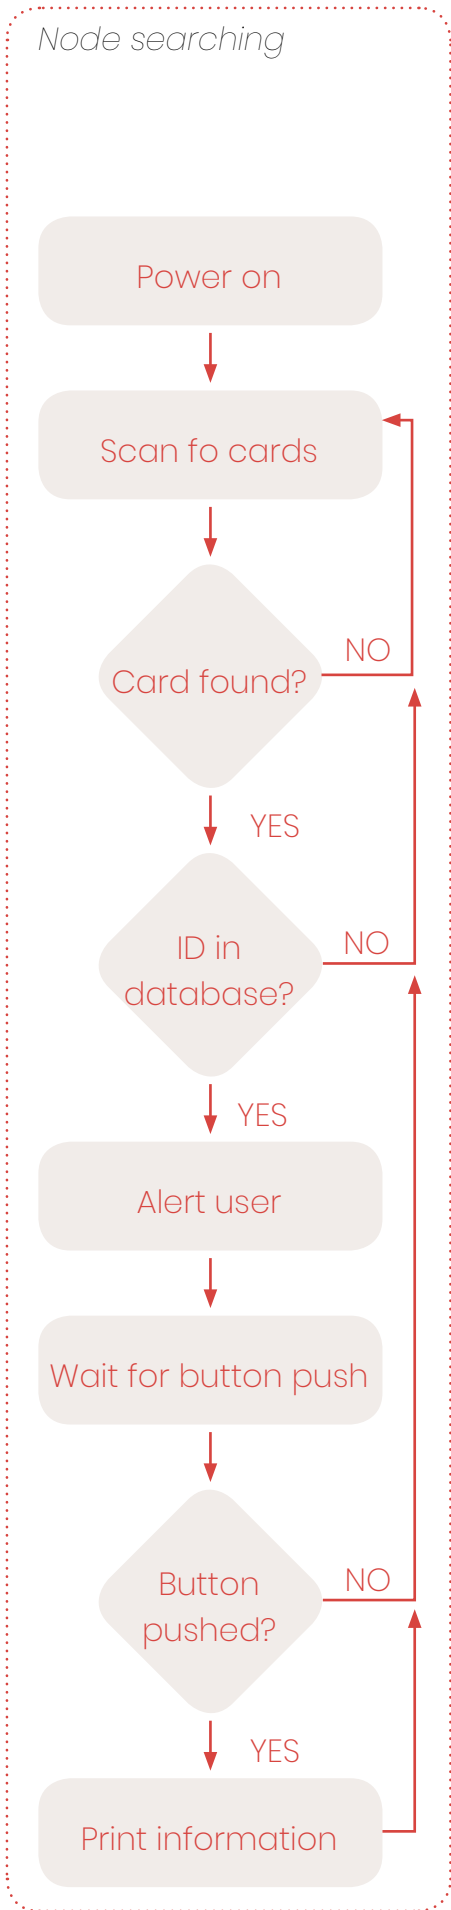 Node searching
Power on
Scan fo cards
Card found?
NO
YES
ID in
database?
NO
YES
Alert user
Wait for button push
Button
pushed?
NO
YES
Print information